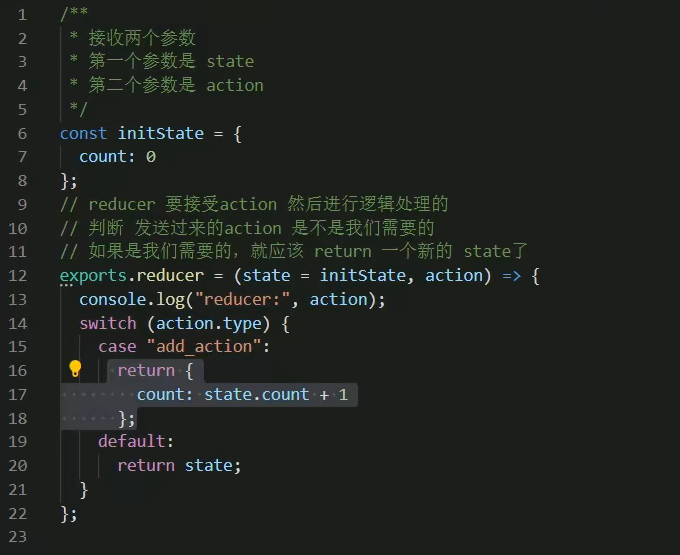 1 /**
2  * 接收两个参数
3  * 第一个参数是 state
4  * 第二个参数是 action
5  */
6 const initState = {
7   count: 0
8 };
9 // reducer 要接受action 然后进行逻辑处理的
10 // 判断 发送过来的action 是不是我们需要的
11 // 如果是我们需要的，就应该 return 一个新的 state了
12 exports.reducer = (state = initState, action) => {
13   console.log("reducer:", action);
14   switch (action.type) {
15     case "add_action":
16       return {
17         count: state.count + 1
18       };
19     default:
20       return state;
21   }
22 };
23